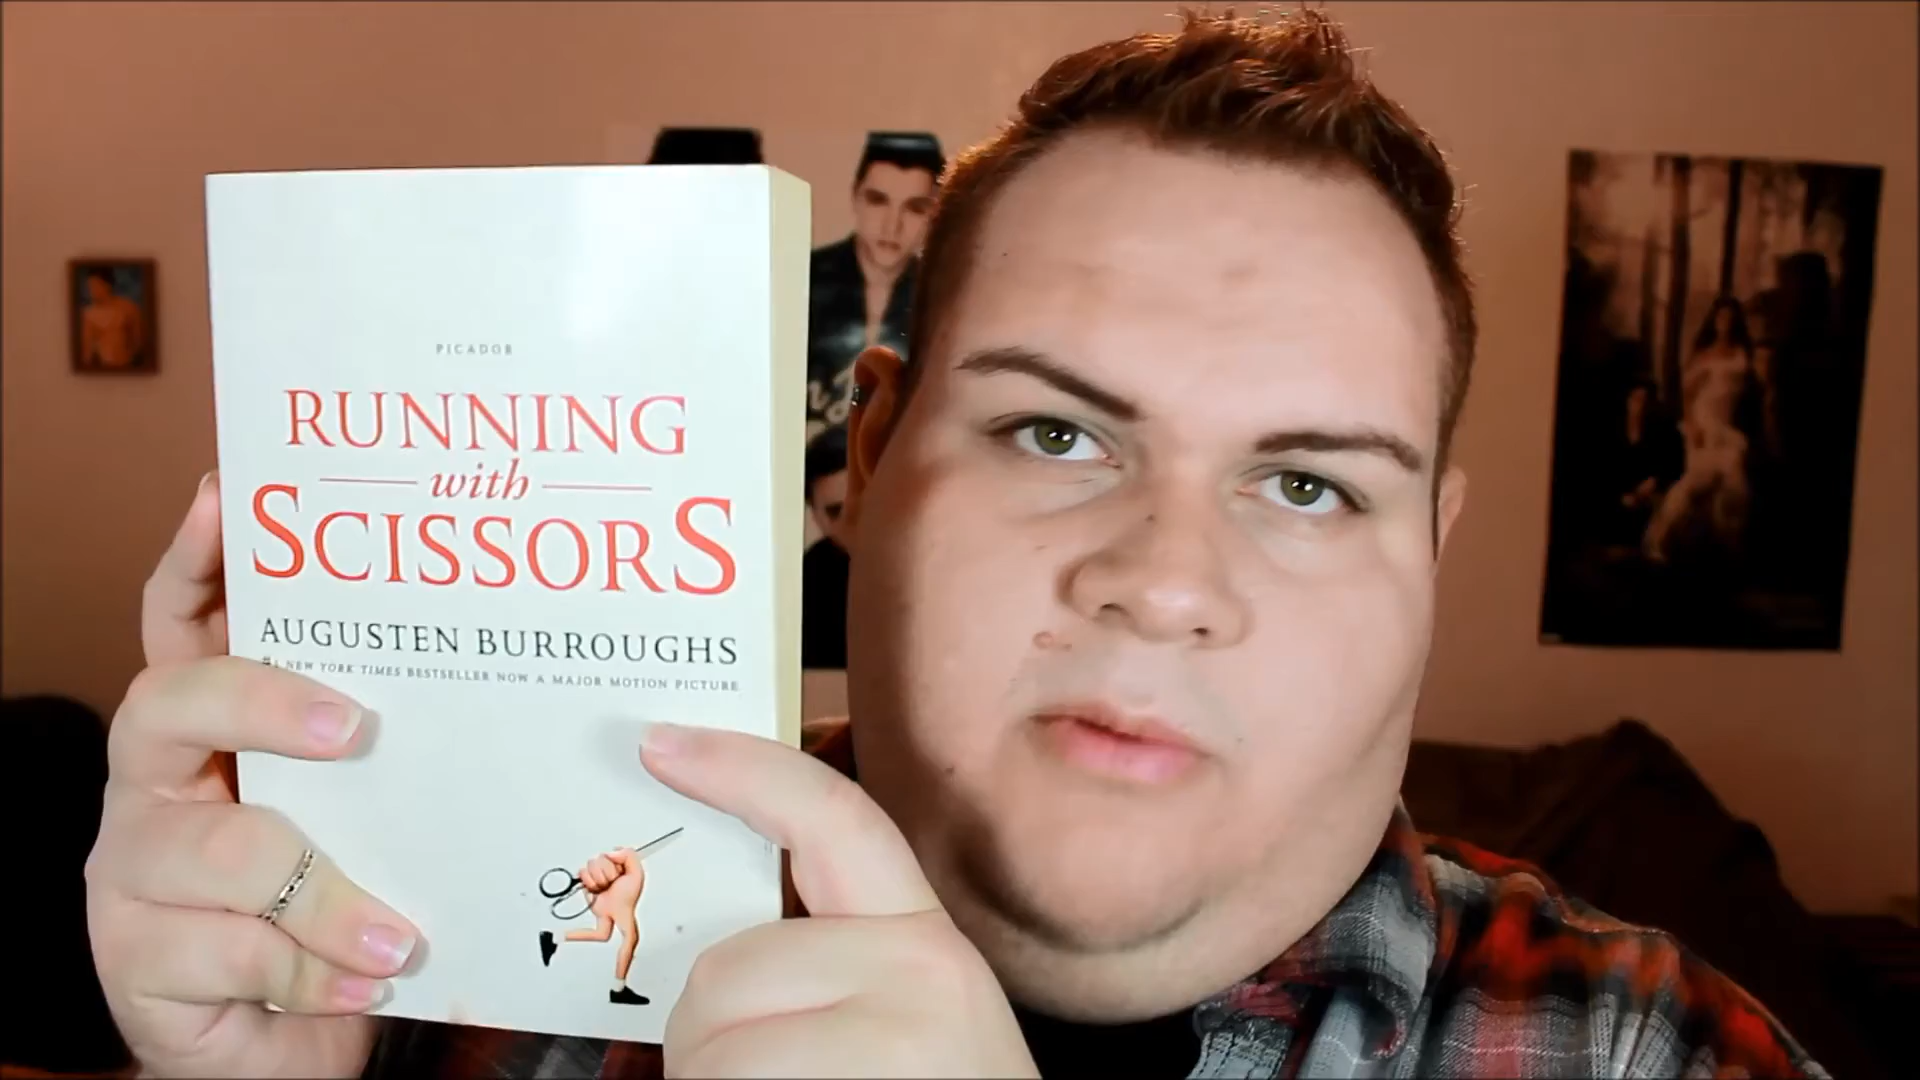 PICADOR
RUNNING
with
SCISSORS
AUGUSTEN BURROUGHS
#1 NEW YORK TIMES BESTSELLER NOW A MAJOR MOTION PICTURE